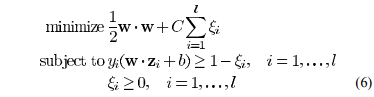 minimize 1/2 w · w + C ∑_{i=1}^{l} ξ_i
subject to y_i(w · z_i + b) ≥ 1 − ξ_i, i = 1, . . . , l
ξ_i ≥ 0, i = 1, . . . , l (6)